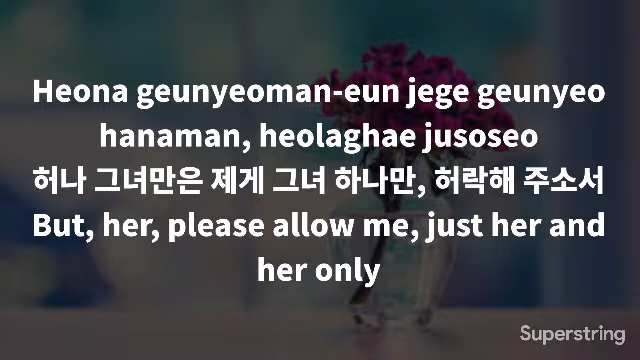 Heona geunyeoman-eun jege geunyeo
hanaman, heolaghae jusoseo
허나 그녀만은 제게 그녀 하나만, 허락해 주소서
But, her, please allow me, just her and
her only
Superstring